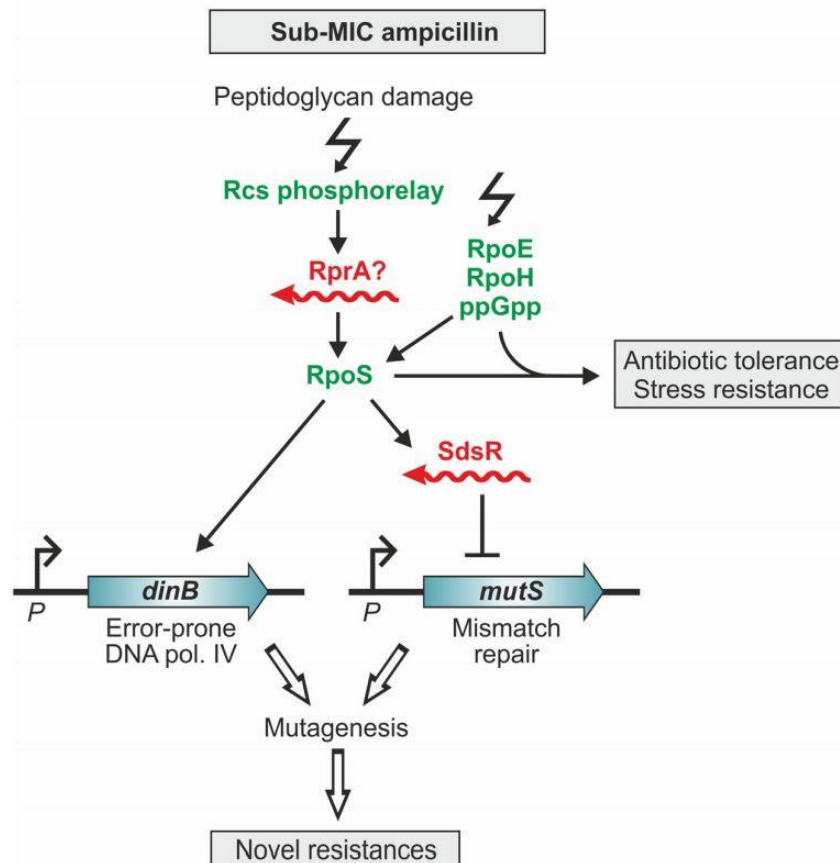 Sub-MIC ampicillin
Peptidoglycan damage
Rcs phosphorelay
RpoE
RpoH
ppGpp
RprA?
RpoS
Antibiotic tolerance
Stress resistance
SdsR
dinB
mutS
P
P
Error-prone
DNA pol. IV
Mismatch
repair
Mutagenesis
Novel resistances